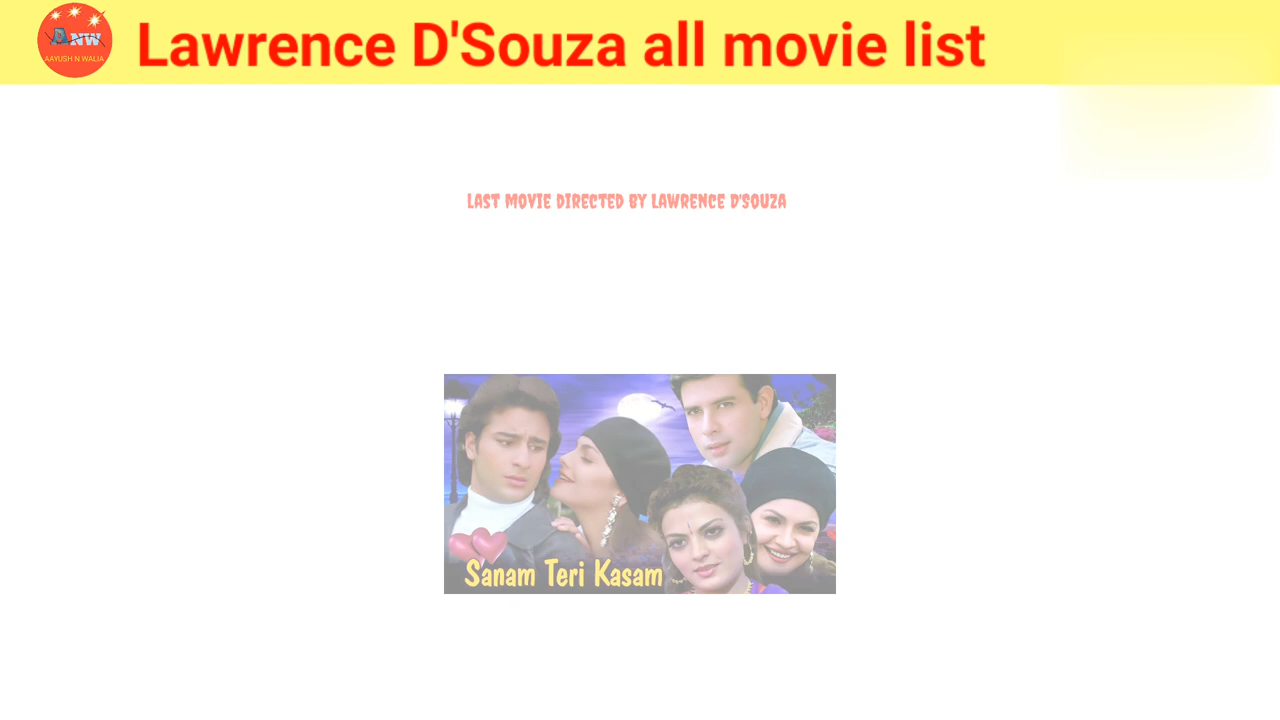 ANW
AAYUSH N WALIA
Lawrence D'Souza all movie list
LAST MOVIE DIRECTED BY LAWRENCE D'SOUZA
Sanam Teri Kasam